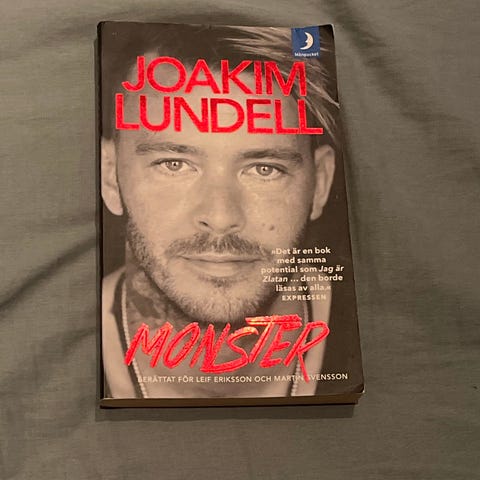 månpocket
JOAKIM
LUNDELL
»Det är en bok
med samma
potential som Jag är
Zlatan ... den borde
läsas av alla.«
EXPRESSEN
MONSTER
BERÄTTAT FÖR LEIF ERIKSSON OCH MARTIN SVENSSON